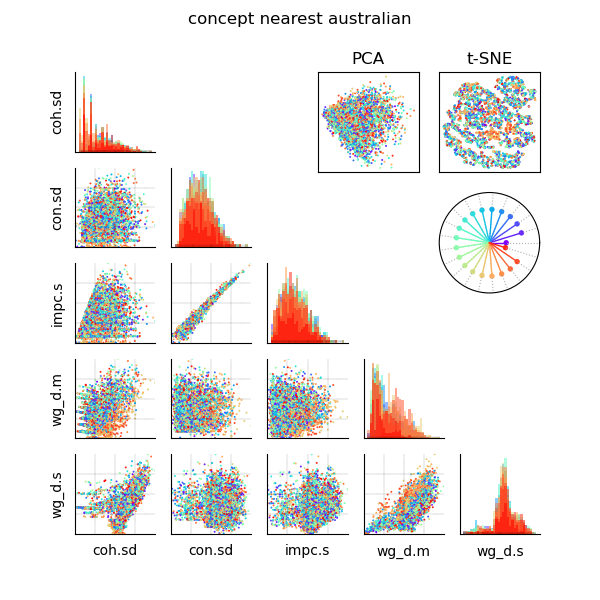 concept nearest australian
PCA
t-SNE
coh.sd
con.sd
impc.s
wg_d.m
wg_d.s
coh.sd
con.sd
impc.s
wg_d.m
wg_d.s